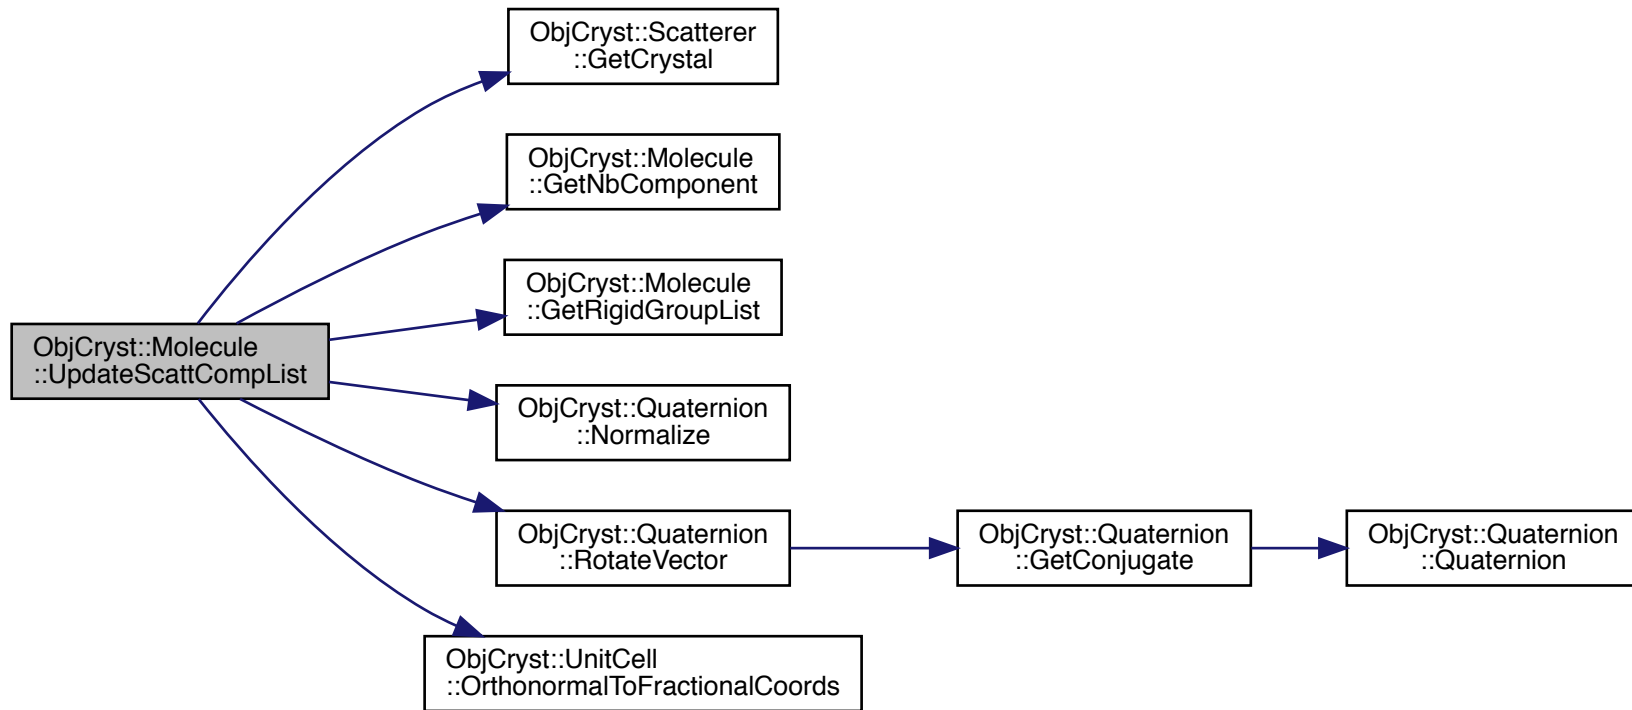 ObjCryst::Scatterer
::GetCrystal
ObjCryst::Molecule
::GetNbComponent
ObjCryst::Molecule
::GetRigidGroupList
ObjCryst::Molecule
::UpdateScattCompList
ObjCryst::Quaternion
::Normalize
ObjCryst::Quaternion
::RotateVector
ObjCryst::Quaternion
::GetConjugate
ObjCryst::Quaternion
::Quaternion
ObjCryst::UnitCell
::OrthonormalToFractionalCoords